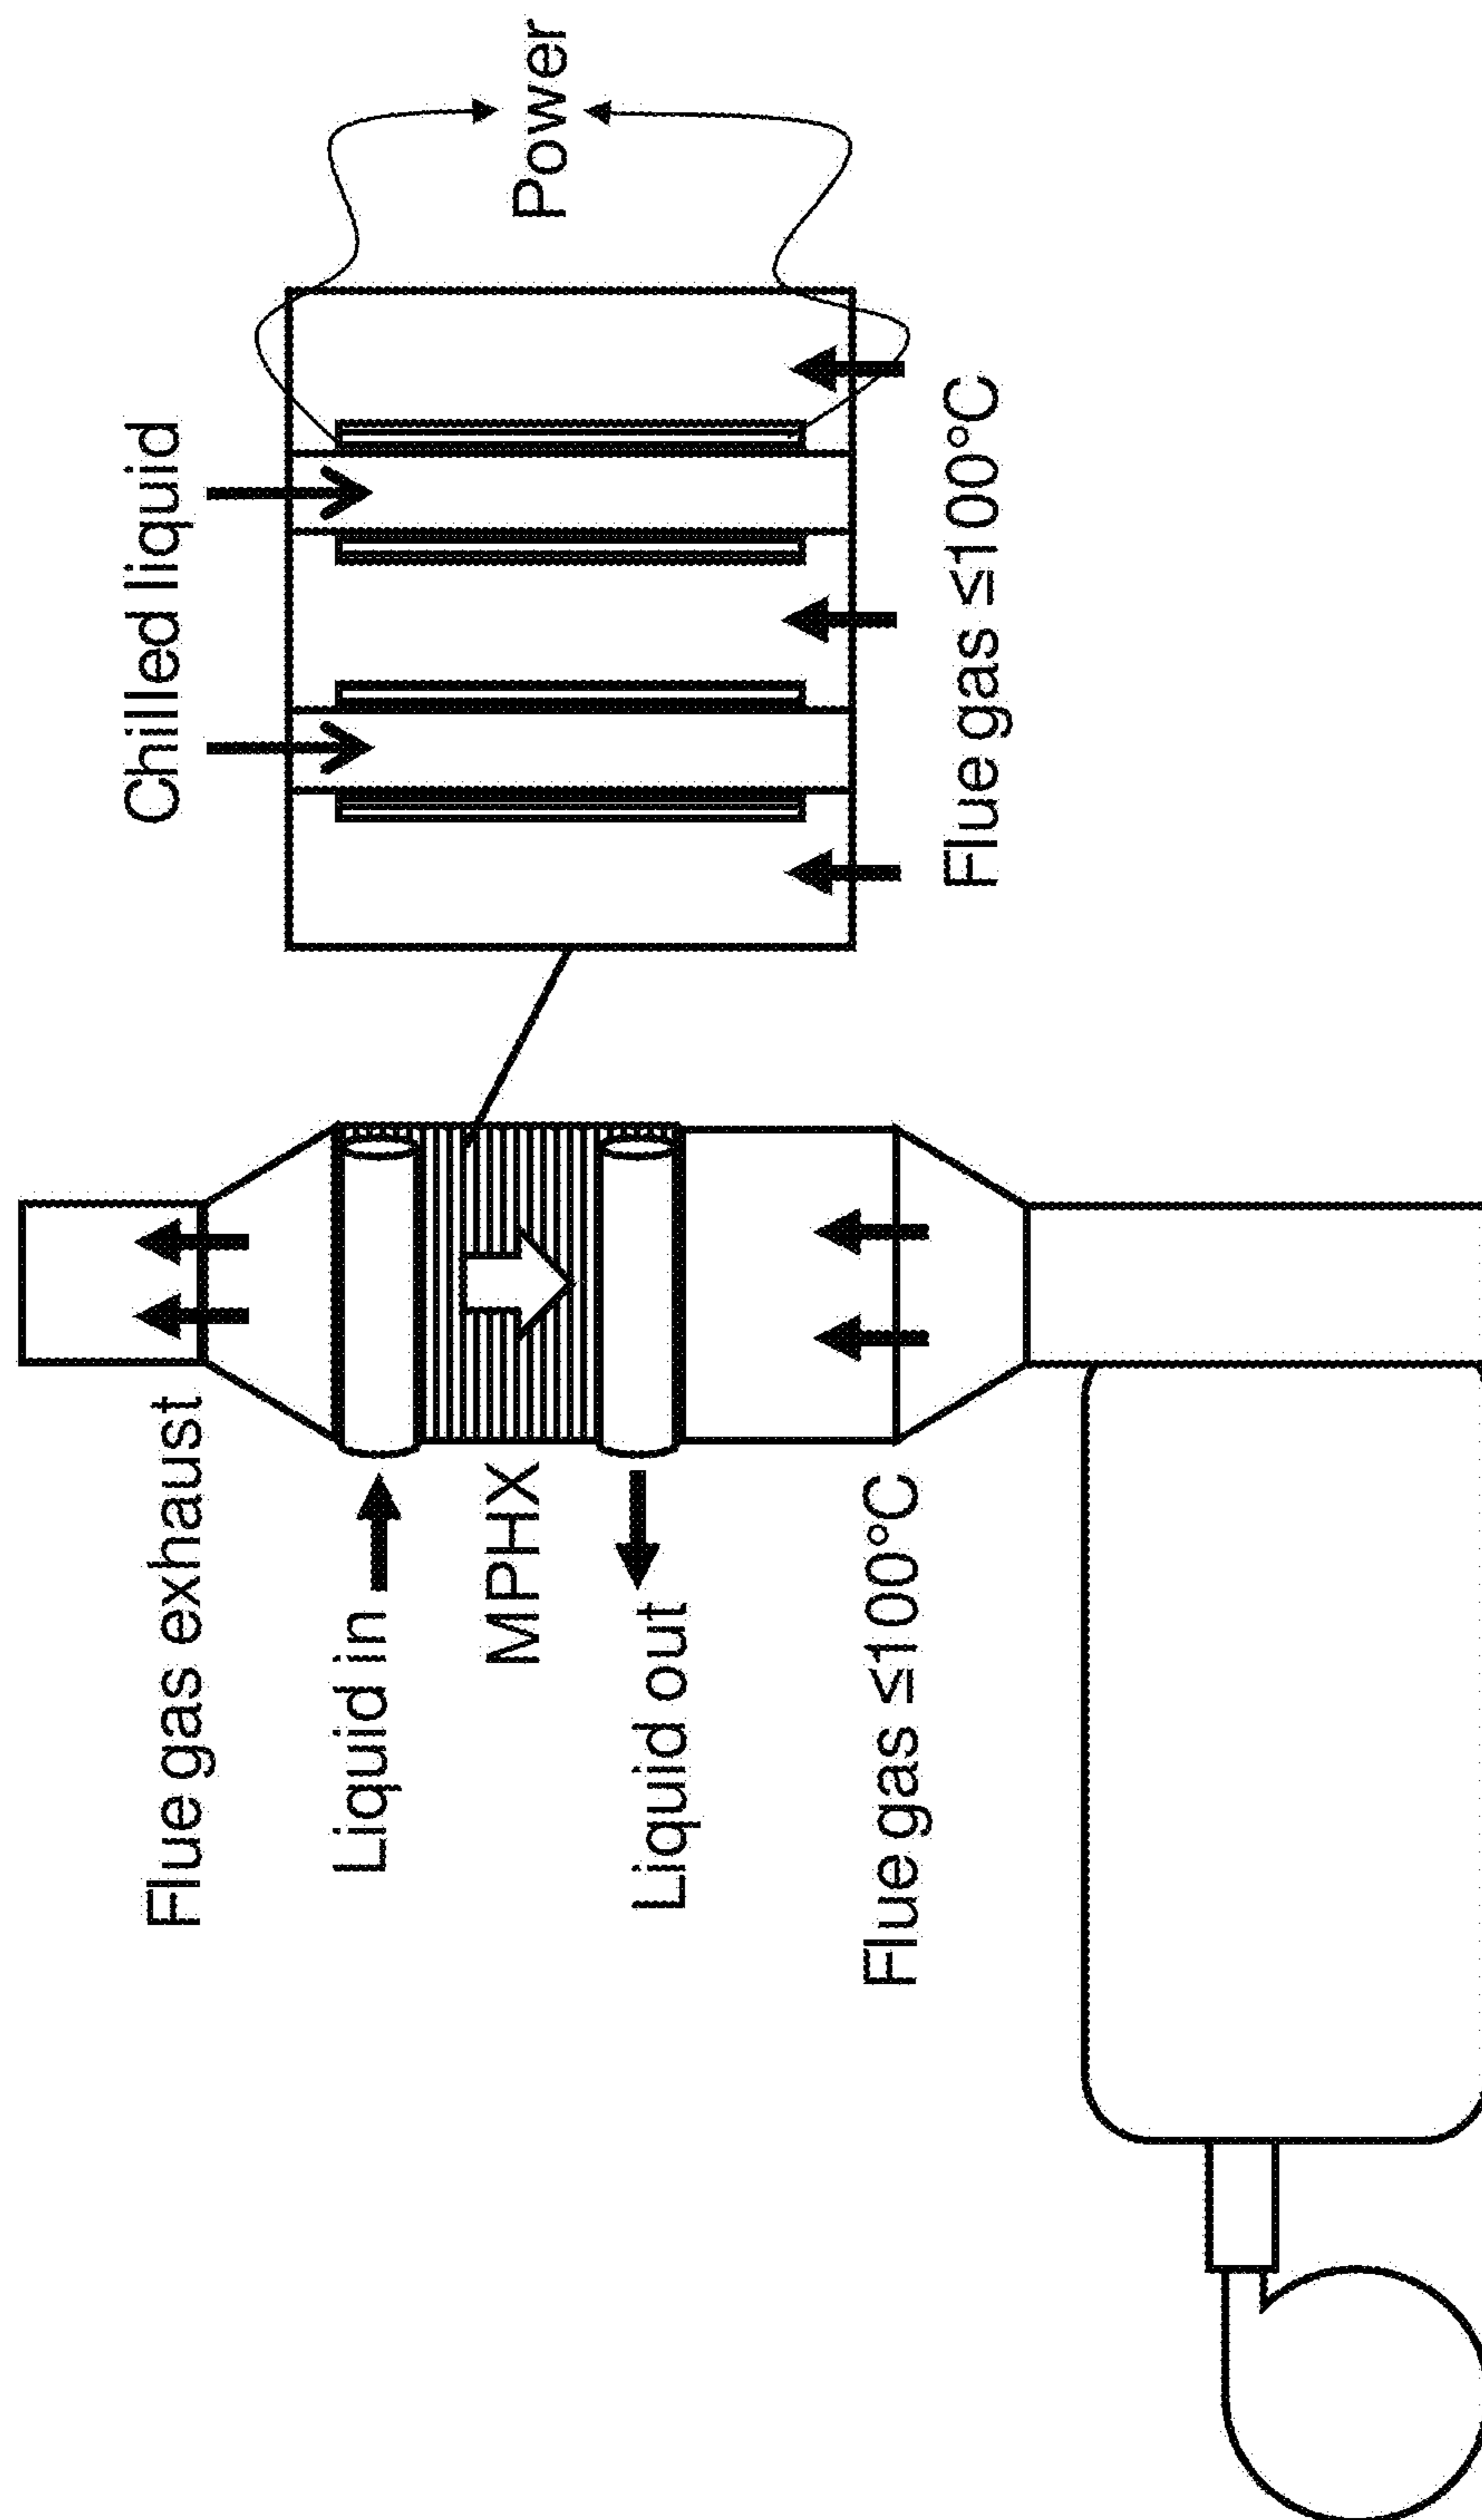 Flue gas exhaust
Liquid in
MPHX
Liquid out
Flue gas ≤100°C
Chilled liquid
Power
Flue gas ≤100°C